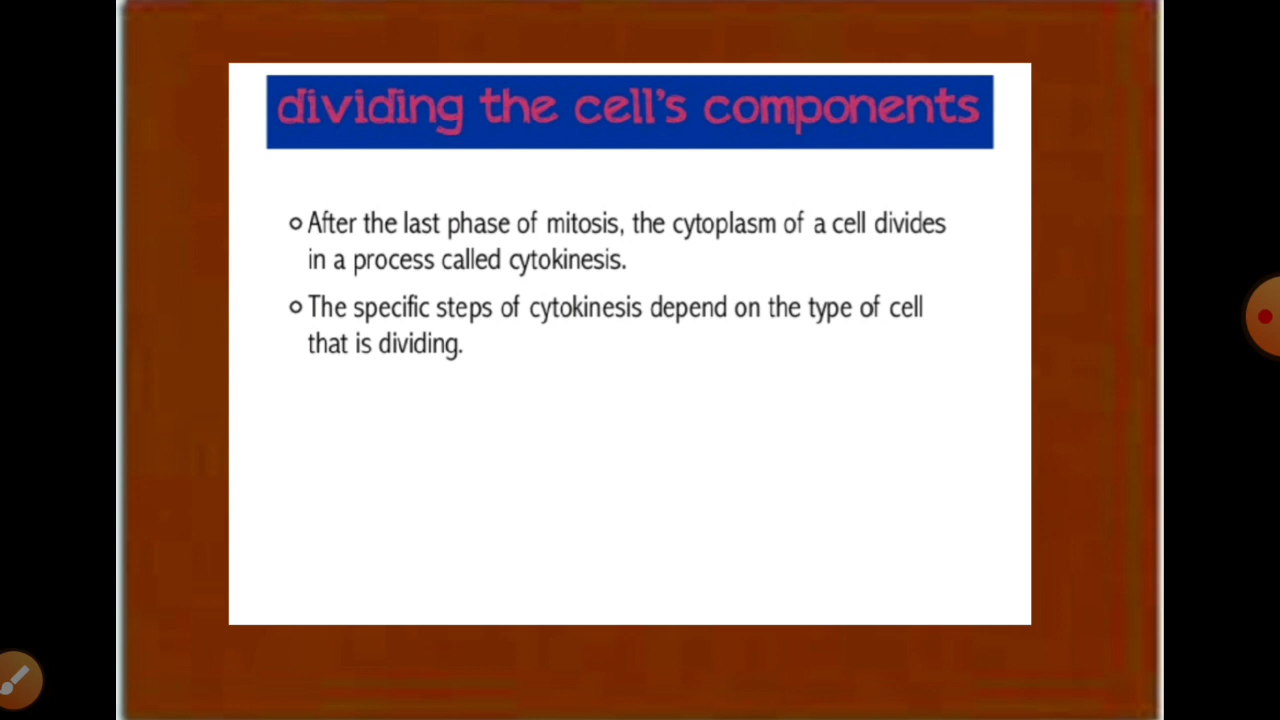 dividing the cell's components
○ After the last phase of mitosis, the cytoplasm of a cell divides
in a process called cytokinesis.
○ The specific steps of cytokinesis depend on the type of cell
that is dividing.